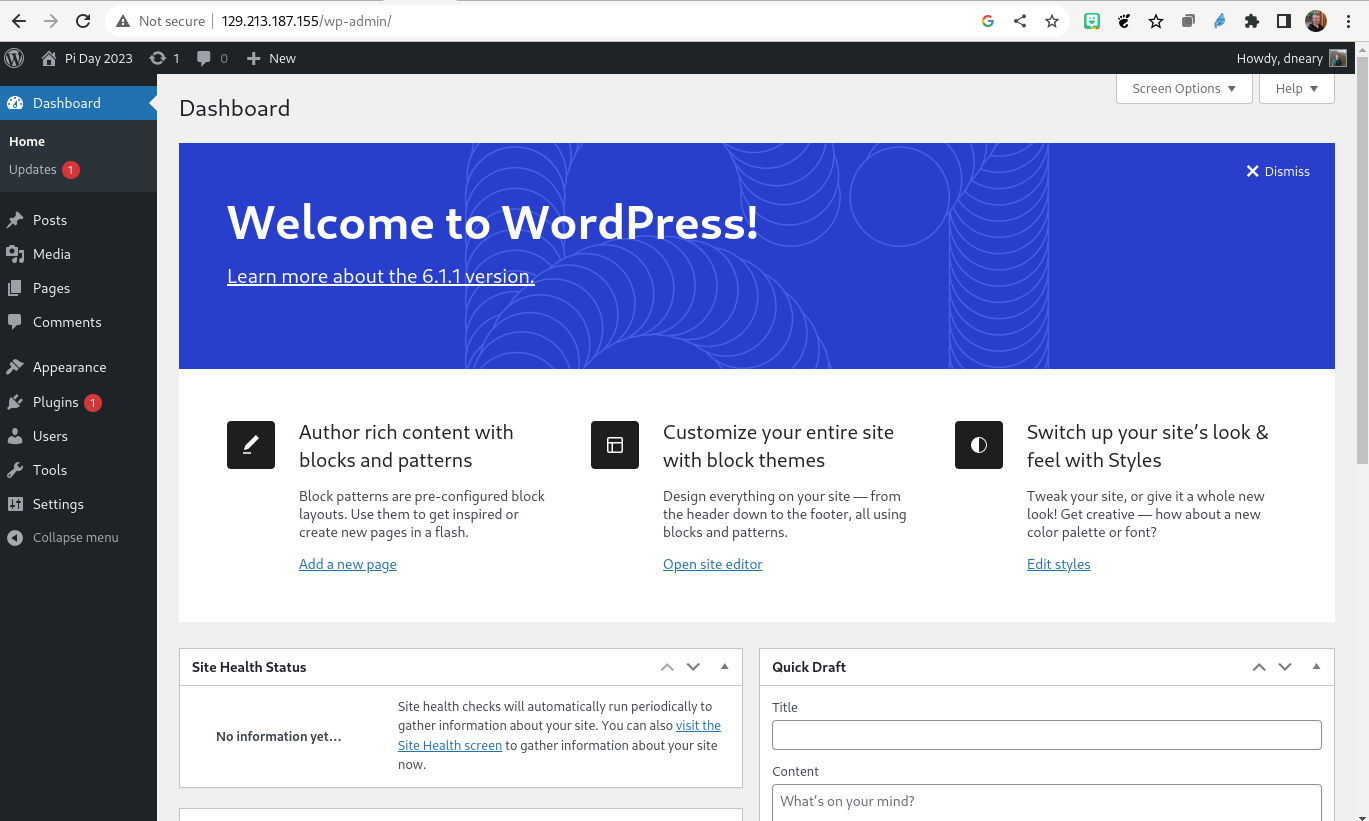 Not secure 129.213.187.155/wp-admin/
Pi Day 2023 1 0 New Howdy, dneary
Dashboard
Home
Updates 1
Posts
Media
Pages
Comments
Appearance
Plugins 1
Users
Tools
Settings
Collapse menu
Screen Options Help
Dashboard
Dismiss
Welcome to WordPress!
Learn more about the 6.1.1 version.
Author rich content with
blocks and patterns
Block patterns are pre-configured block
layouts. Use them to get inspired or
create new pages in a flash.
Add a new page
Customize your entire site
with block themes
Design everything on your site — from
the header down to the footer, all using
blocks and patterns.
Open site editor
Switch up your site’s look &
feel with Styles
Tweak your site, or give it a whole new
look! Get creative — how about a new
color palette or font?
Edit styles
Site Health Status
No information yet…
Site health checks will automatically run periodically to
gather information about your site. You can also visit the
Site Health screen to gather information about your site
now.
Quick Draft
Title
Content
What’s on your mind?